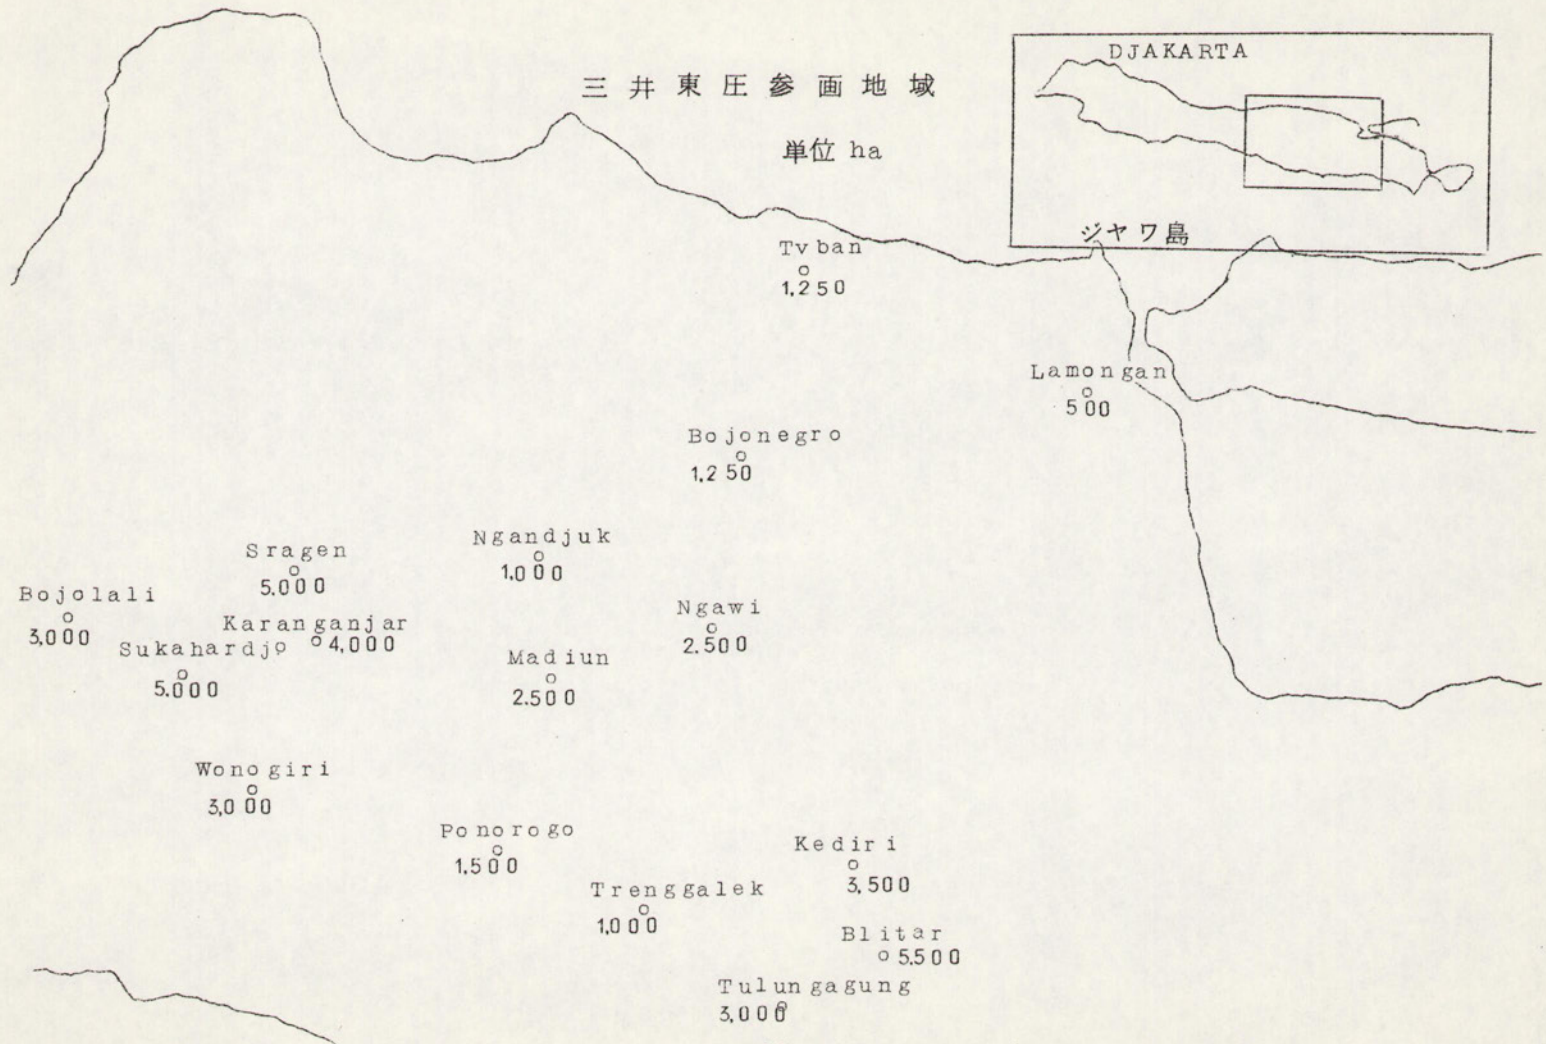 三井東圧参画地域
単位 ha
DJAKARTA
ジヤワ島
Tvban
1,250
Lamongan
500
Bojonegro
1,250
Ngandjuk
1.000
Sragen
5.000
Bojolali
3,000
Karanganjar
4,000
Sukahardjo
5.000
Ngawi
2.500
Madiun
2.500
Wonogiri
3,000
Ponorogo
1,500
Kediri
3,500
Trenggalek
1,000
Blitar
5,500
Tulungagung
3,000